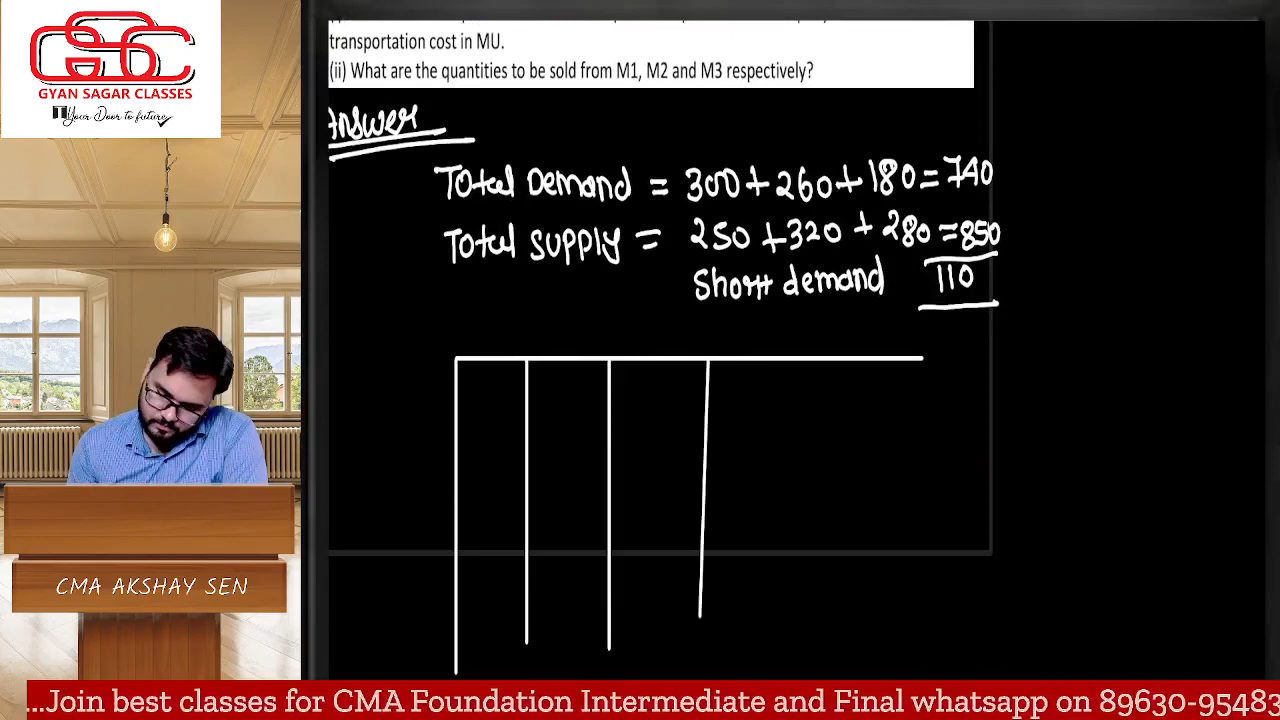 GSC
GYAN SAGAR CLASSES
Your Door to future
transportation cost in MU.
(ii) What are the quantities to be sold from M1, M2 and M3 respectively?
Answer
Total Demand = 300+260+180=740
Total supply = 250+320+280=850
Short demand 110
CMA AKSHAY SEN
...Join best classes for CMA Foundation Intermediate and Final whatsapp on 89630-95483